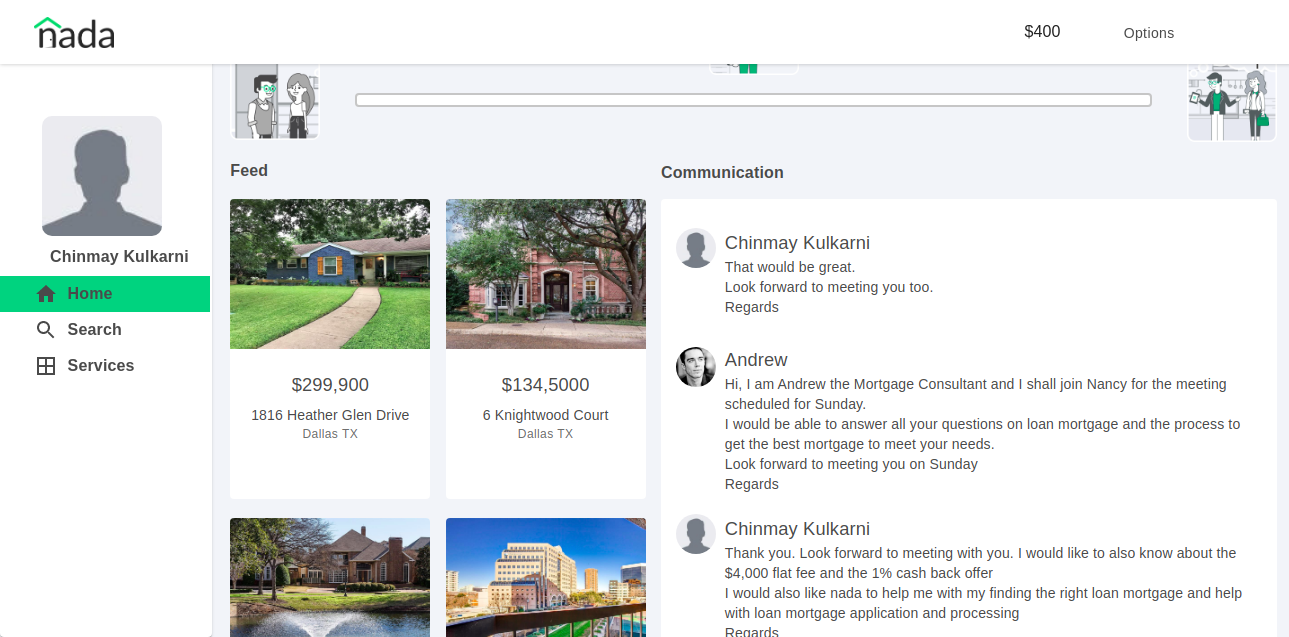 nada
$400
Options
Chinmay Kulkarni
Home
Search
Services
Feed
$299,900
1816 Heather Glen Drive
Dallas TX
$134,5000
6 Knightwood Court
Dallas TX
Communication
Chinmay Kulkarni
That would be great.
Look forward to meeting you too.
Regards
Andrew
Hi, I am Andrew the Mortgage Consultant and I shall join Nancy for the meeting
scheduled for Sunday.
I would be able to answer all your questions on loan mortgage and the process to
get the best mortgage to meet your needs.
Look forward to meeting you on Sunday
Regards
Chinmay Kulkarni
Thank you. Look forward to meeting with you. I would like to also know about the
$4,000 flat fee and the 1% cash back offer
I would also like nada to help me with my finding the right loan mortgage and help
with loan mortgage application and processing
Regards